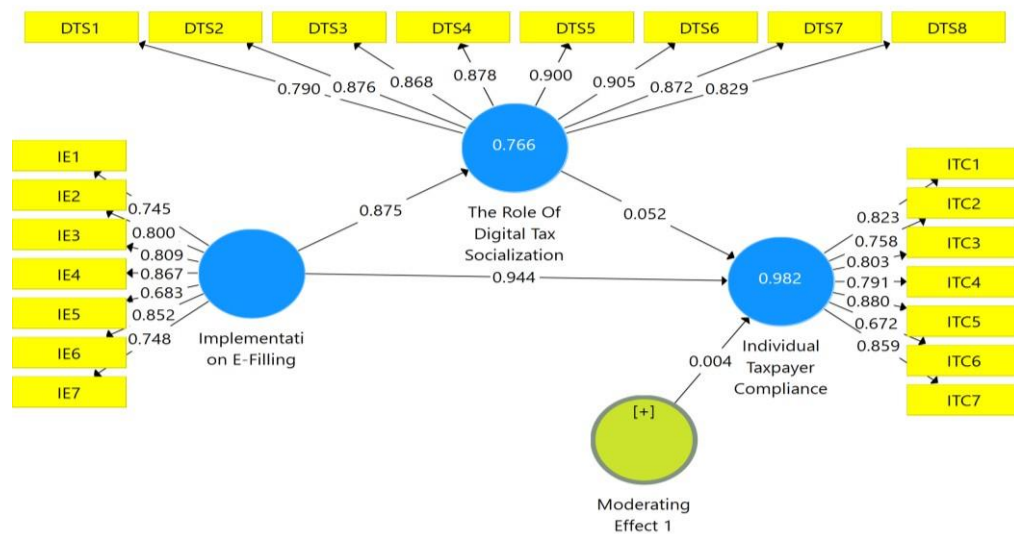 DTS1 DTS2 DTS3 DTS4 DTS5 DTS6 DTS7 DTS8
0.790 0.876 0.868 0.878 0.900 0.905 0.872 0.829
0.766
The Role Of
Digital Tax
Socialization
IE1
IE2
IE3
IE4
IE5
IE6
IE7
0.745
0.800
0.809
0.867
0.683
0.852
0.748
Implementati
on E-Filling
0.875
0.052
0.944
0.982
Individual
Taxpayer
Compliance
0.823
0.758
0.803
0.791
0.880
0.672
0.859
ITC1
ITC2
ITC3
ITC4
ITC5
ITC6
ITC7
0.004
[+]
Moderating
Effect 1